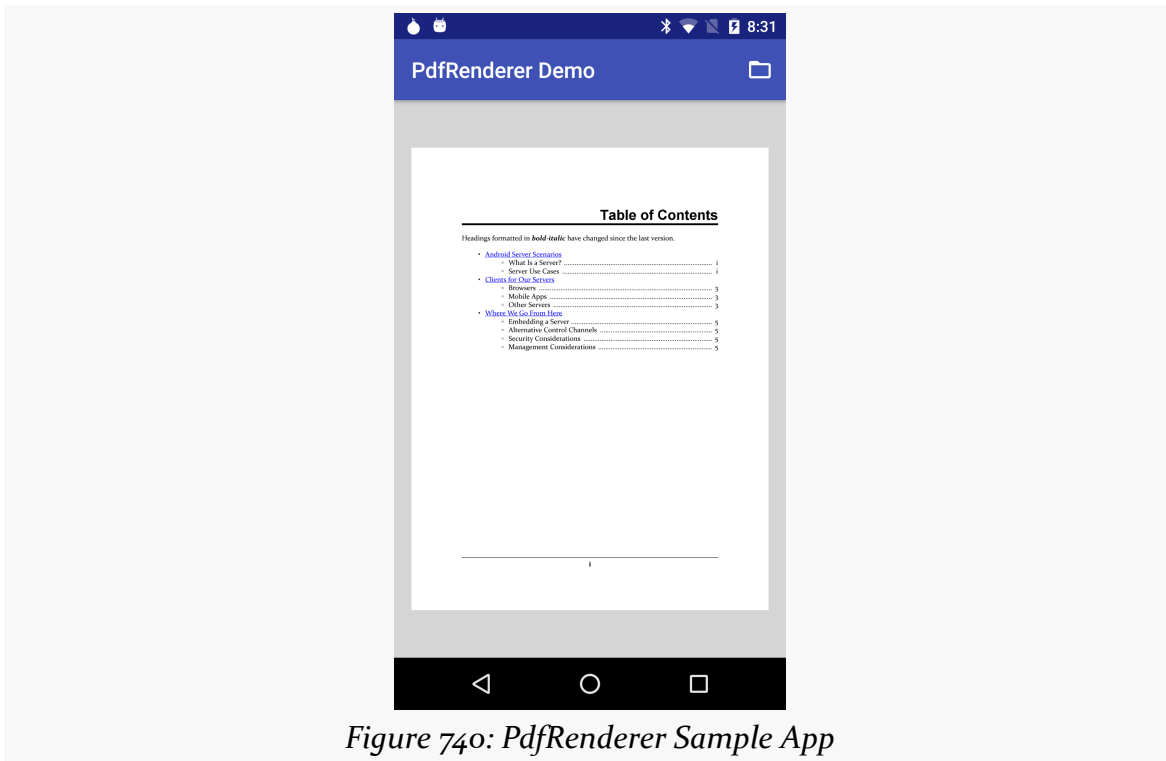 8:31
PdfRenderer Demo
Table of Contents
Headings formatted in bold-italic have changed since the last version.
• Android Server Scenarios
◦ What Is a Server? ........ i
◦ Server Use Cases ........ i
• Clients for Our Servers
◦ Browsers ........ 3
◦ Mobile Apps ........ 3
◦ Other Servers ........ 3
• Where We Go From Here
◦ Embedding a Server ........ 5
◦ Alternative Control Channels ........ 5
◦ Security Considerations ........ 5
◦ Management Considerations ........ 5
i
Figure 740: PdfRenderer Sample App